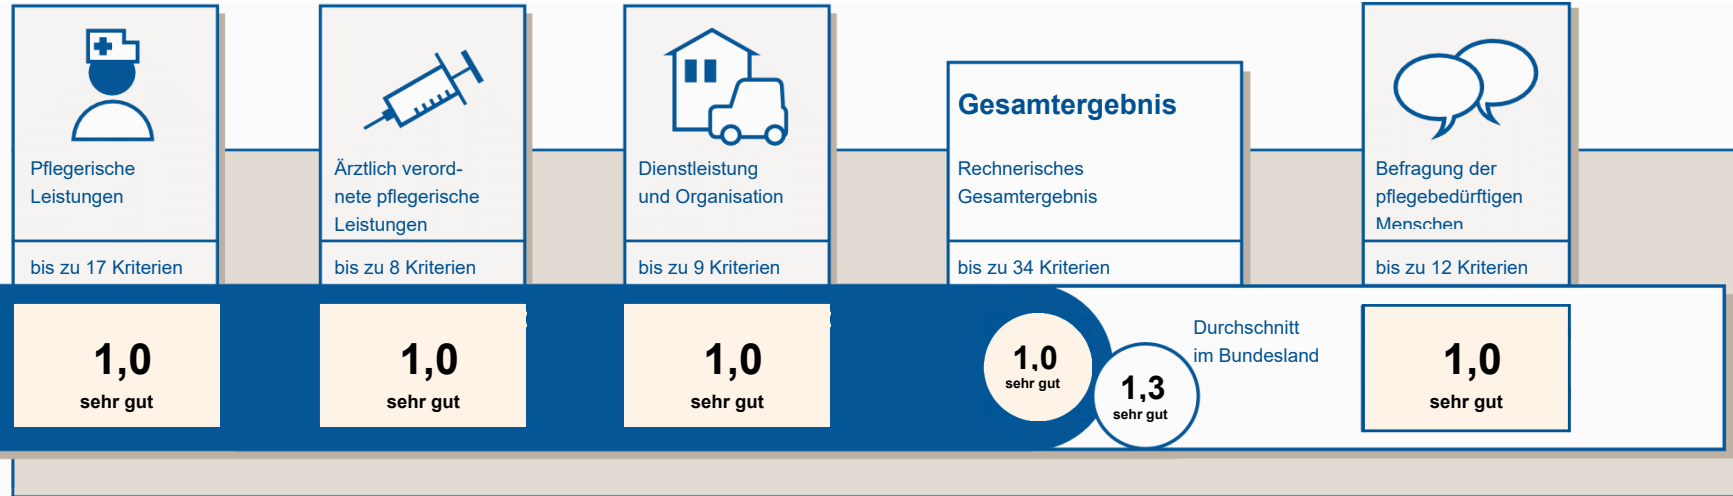 Pflegerische
Leistungen
bis zu 17 Kriterien
1,0
sehr gut
Ärztlich verord-
nete pflegerische
Leistungen
bis zu 8 Kriterien
1,0
sehr gut
Dienstleistung
und Organisation
bis zu 9 Kriterien
1,0
sehr gut
Gesamtergebnis
Rechnerisches
Gesamtergebnis
bis zu 34 Kriterien
1,0
sehr gut
1,3
sehr gut
Durchschnitt
im Bundesland
Befragung der
pflegebedürftigen
Menschen
bis zu 12 Kriterien
1,0
sehr gut